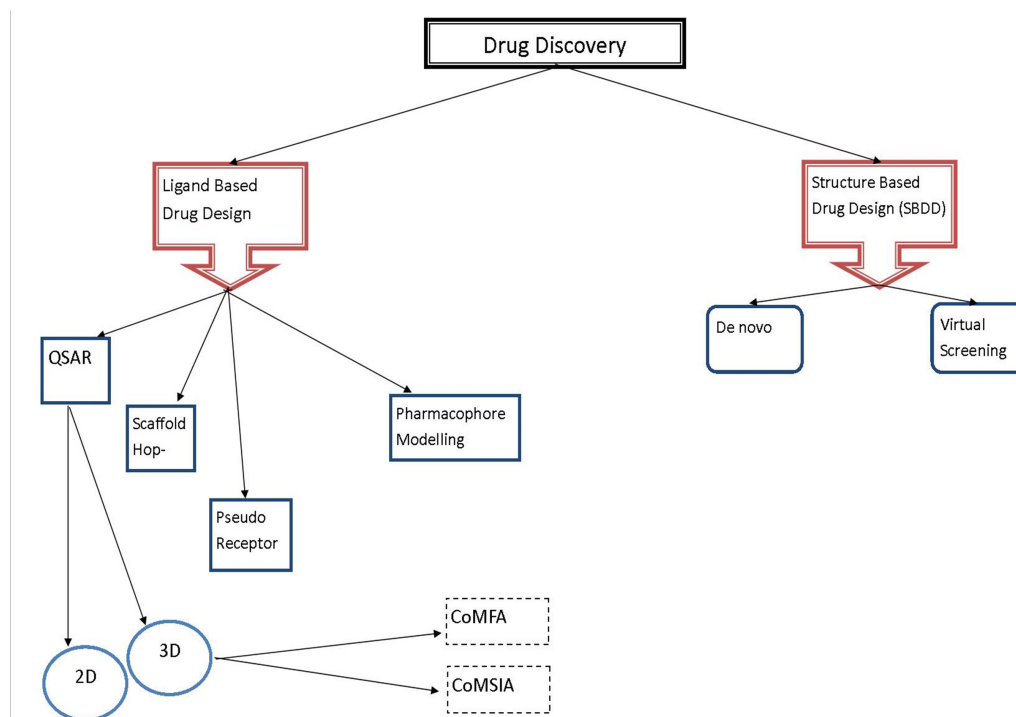 Drug Discovery
Ligand Based
Drug Design
Structure Based
Drug Design (SBDD)
De novo
Virtual
Screening
QSAR
Scaffold
Hop-
Pharmacophore
Modelling
Pseudo
Receptor
2D
3D
CoMFA
CoMSIA